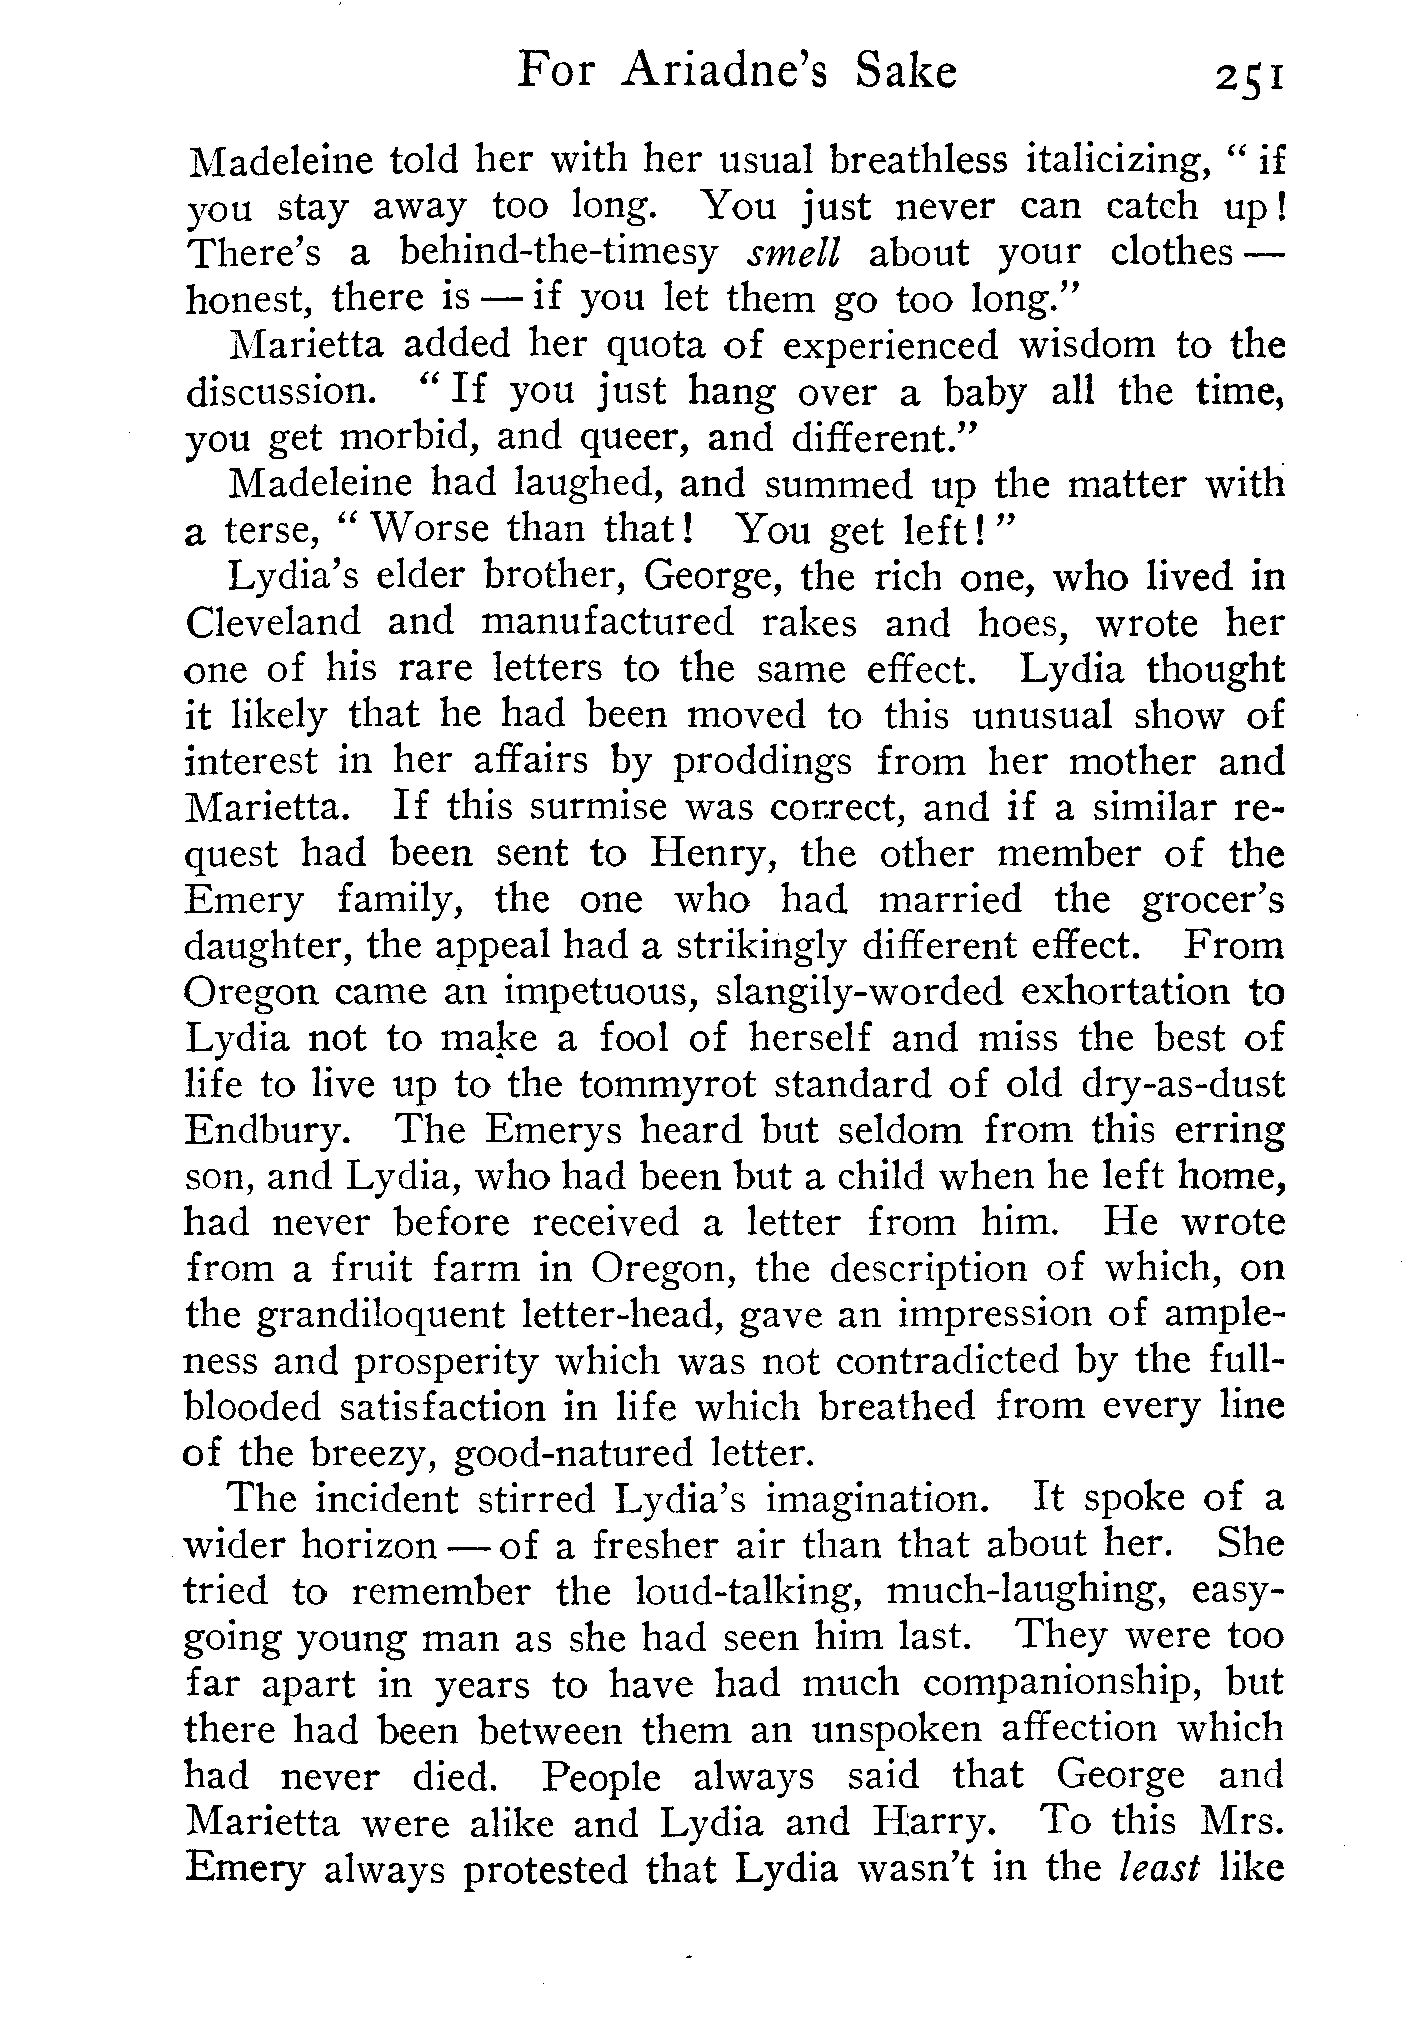 For Ariadne's Sake 251
Madeleine told her with her usual breathless italicizing, " if
you stay away too long. You just never can catch up!
There's a behind-the-timesy smell about your clothes —
honest, there is — if you let them go too long."
Marietta added her quota of experienced wisdom to the
discussion. " If you just hang over a baby all the time,
you get morbid, and queer, and different."
Madeleine had laughed, and summed up the matter with
a terse, " Worse than that! You get left! "
Lydia's elder brother, George, the rich one, who lived in
Cleveland and manufactured rakes and hoes, wrote her
one of his rare letters to the same effect. Lydia thought
it likely that he had been moved to this unusual show of
interest in her affairs by proddings from her mother and
Marietta. If this surmise was correct, and if a similar re-
quest had been sent to Henry, the other member of the
Emery family, the one who had married the grocer's
daughter, the appeal had a strikingly different effect. From
Oregon came an impetuous, slangily-worded exhortation to
Lydia not to make a fool of herself and miss the best of
life to live up to the tommyrot standard of old dry-as-dust
Endbury. The Emerys heard but seldom from this erring
son, and Lydia, who had been but a child when he left home,
had never before received a letter from him. He wrote
from a fruit farm in Oregon, the description of which, on
the grandiloquent letter-head, gave an impression of ample-
ness and prosperity which was not contradicted by the full-
blooded satisfaction in life which breathed from every line
of the breezy, good-natured letter.
The incident stirred Lydia's imagination. It spoke of a
wider horizon — of a fresher air than that about her. She
tried to remember the loud-talking, much-laughing, easy-
going young man as she had seen him last. They were too
far apart in years to have had much companionship, but
there had been between them an unspoken affection which
had never died. People always said that George and
Marietta were alike and Lydia and Harry. To this Mrs.
Emery always protested that Lydia wasn't in the least like